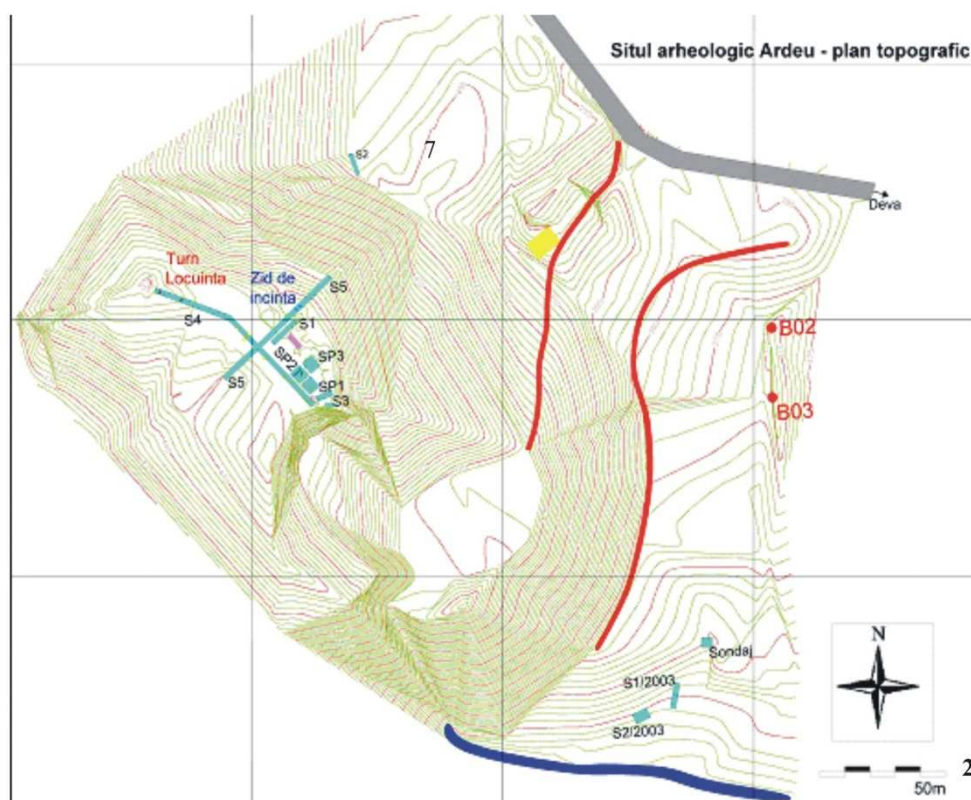 Situl arheologic Ardeu - plan topografic
7
S2
Deva
Turn
Locuinta
Zid de
incinta
S5
S4
S1
B02
SP3
SP2
S5
SP1
B03
S3
Sondaj
N
S1/2003
S2/2003
2
50m